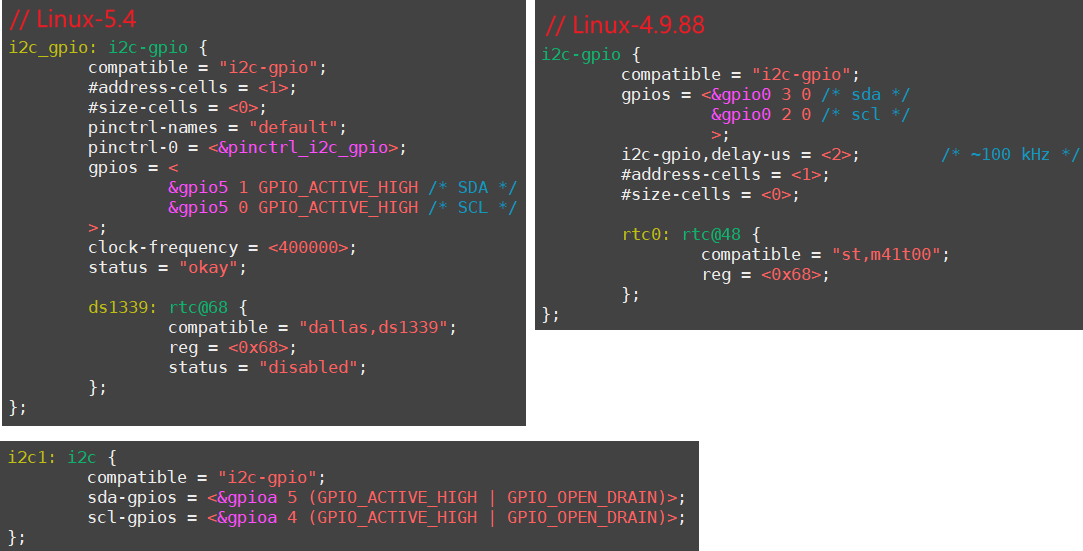 // Linux-5.4
i2c_gpio: i2c-gpio {
        compatible = "i2c-gpio";
        #address-cells = <1>;
        #size-cells = <0>;
        pinctrl-names = "default";
        pinctrl-0 = <&pinctrl_i2c_gpio>;
        gpios = <
                &gpio5 1 GPIO_ACTIVE_HIGH /* SDA */
                &gpio5 0 GPIO_ACTIVE_HIGH /* SCL */
        >;
        clock-frequency = <400000>;
        status = "okay";

        ds1339: rtc@68 {
                compatible = "dallas,ds1339";
                reg = <0x68>;
                status = "disabled";
        };
};
// Linux-4.9.88
i2c-gpio {
        compatible = "i2c-gpio";
        gpios = <&gpio0 3 0 /* sda */
                 &gpio0 2 0 /* scl */
                 >;
        i2c-gpio,delay-us = <2>;        /* ~100 kHz */
        #address-cells = <1>;
        #size-cells = <0>;

        rtc0: rtc@48 {
                compatible = "st,m41t00";
                reg = <0x68>;
        };
};
i2c1: i2c {
        compatible = "i2c-gpio";
        sda-gpios = <&gpioa 5 (GPIO_ACTIVE_HIGH | GPIO_OPEN_DRAIN)>;
        scl-gpios = <&gpioa 4 (GPIO_ACTIVE_HIGH | GPIO_OPEN_DRAIN)>;
};